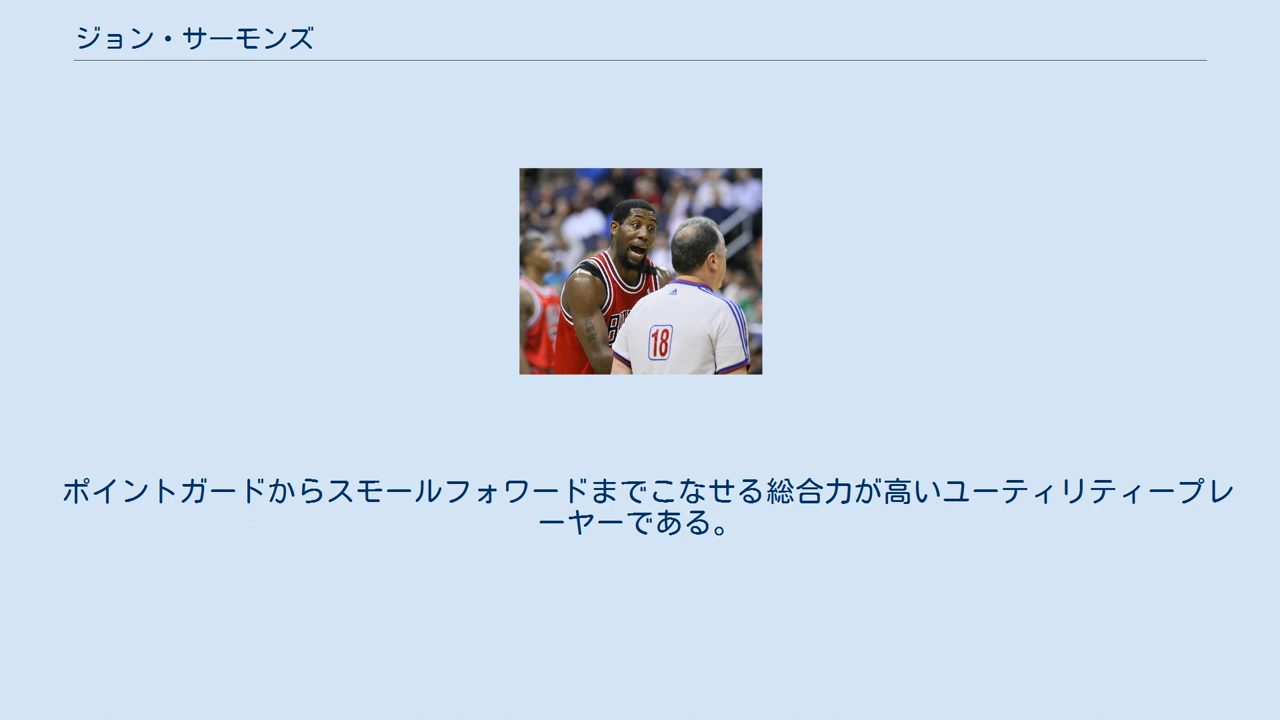 ジョン・サーモンズ
18
ポイントガードからスモールフォワードまでこなせる総合力が高いユーティリティープレ
ーヤーである。